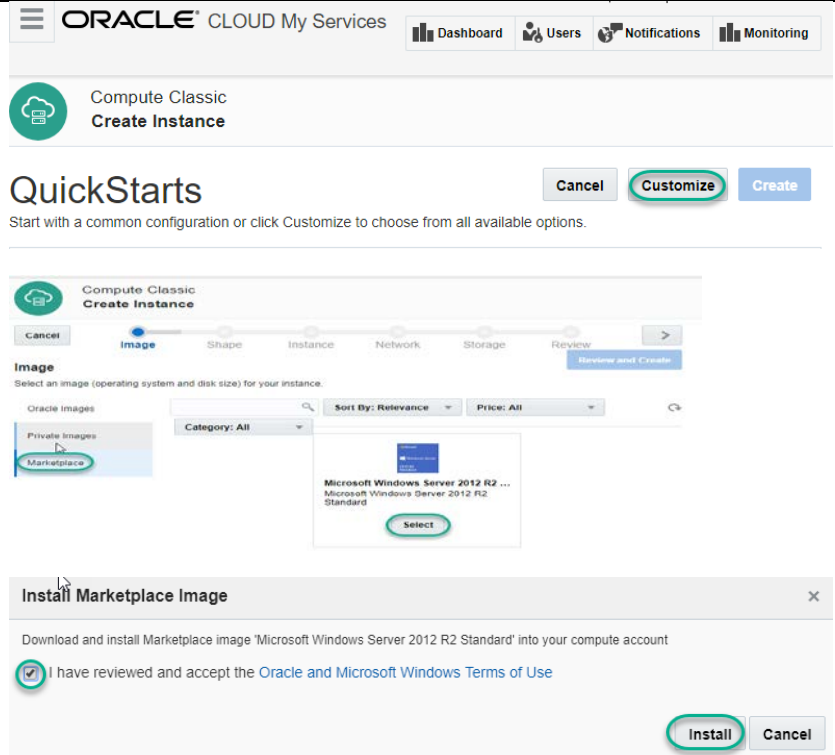 ORACLE® CLOUD My Services
Dashboard Users Notifications Monitoring
Compute Classic
Create Instance
QuickStarts
Cancel Customize Create
Start with a common configuration or click Customize to choose from all available options.
Compute Classic
Create Instance
Cancel
Image Shape Instance Network Storage Review
>
Review and Create
Image
Select an image (operating system and disk size) for your instance.
Oracle Images
Sort By: Relevance Price: All
Category: All
Private Images
Marketplace
Microsoft Windows Server 2012 R2 ...
Microsoft Windows Server 2012 R2
Standard
Select
Install Marketplace Image ×
Download and install Marketplace image 'Microsoft Windows Server 2012 R2 Standard' into your compute account
I have reviewed and accept the Oracle and Microsoft Windows Terms of Use
Install Cancel